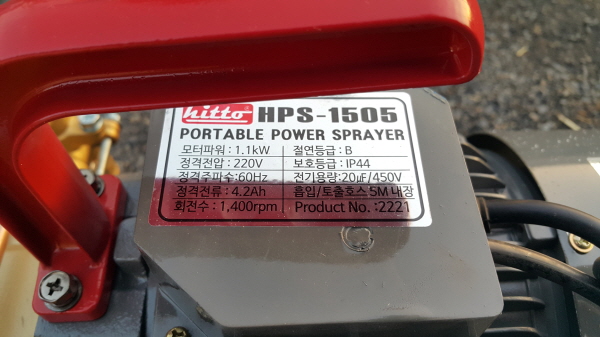 hitto HPS-1505
PORTABLE POWER SPRAYER
모터파워 : 1.1kW 절연등급 : B
정격전압 : 220V 보호등급 : IP44
정격주파수 : 60Hz 전기용량 : 20µF/450V
정격전류 : 4.2Ah 흡입/토출호스 5M 내장
회전수 : 1,400rpm Product No. : 2221